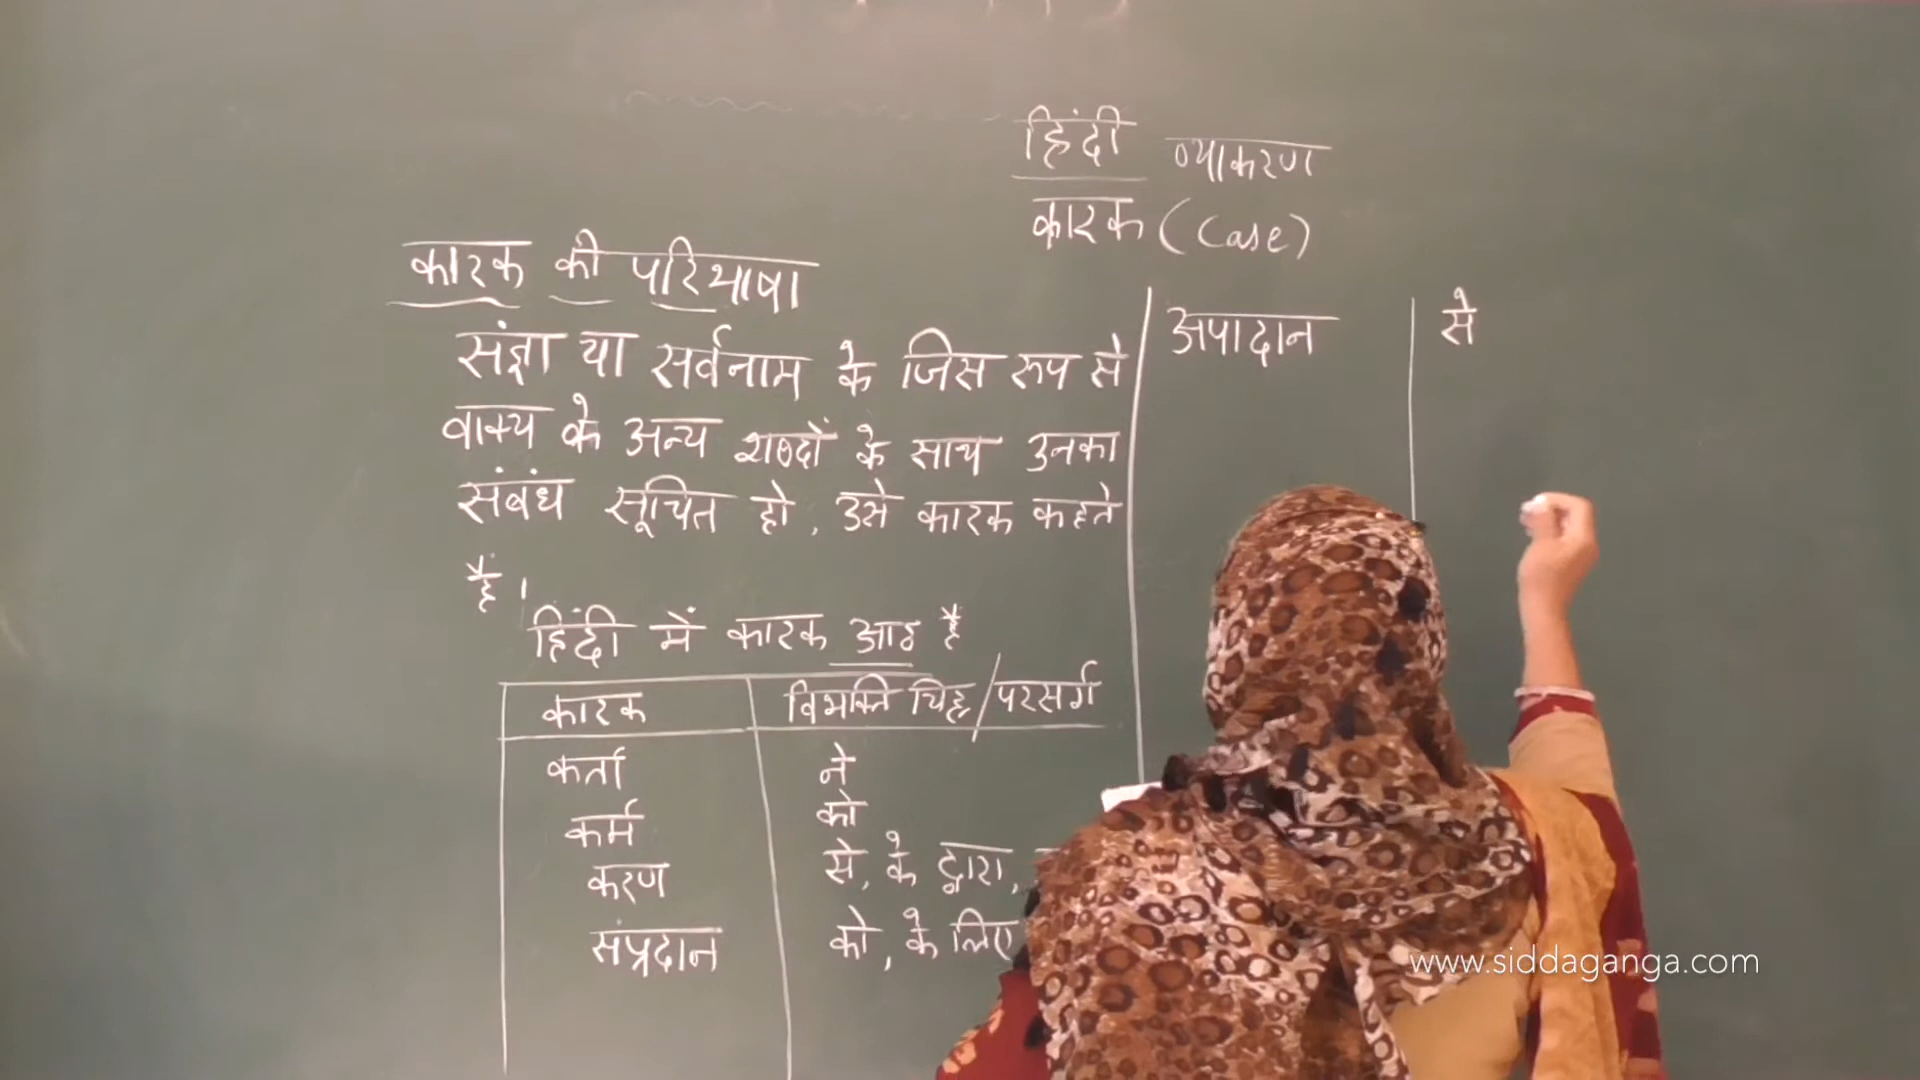 हिंदी व्याकरण
कारक (Case)
कारक की परिभाषा
संज्ञा या सर्वनाम के जिस रूप से
वाक्य के अन्य शब्दों के साथ उनका
संबंध सूचित हो, उसे कारक कहते
है।
हिंदी में कारक आठ है
कारक विभक्ति चिह्न/परसर्ग
कर्ता ने
कर्म को
करण से, के द्वारा,
संप्रदान को, के लिए
अपादान से
www.siddaganga.com